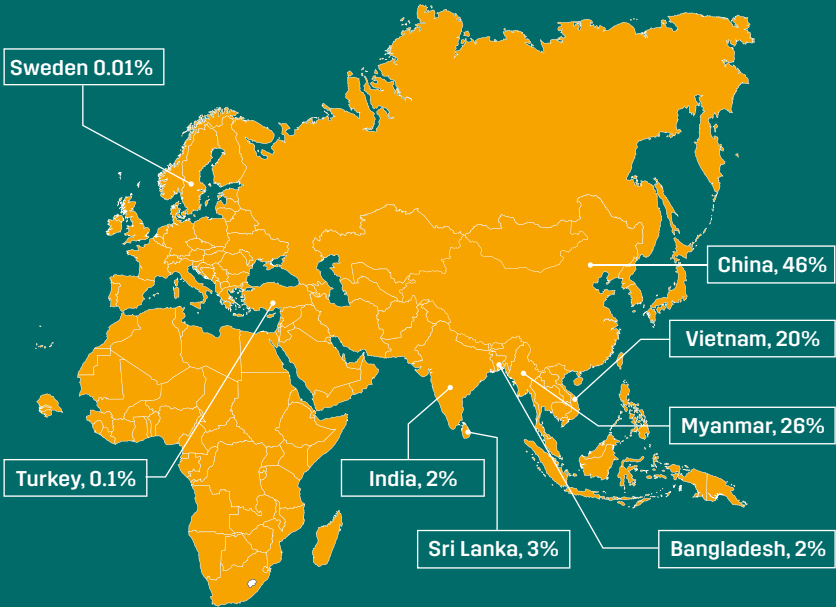 Sweden 0.01%
China, 46%
Vietnam, 20%
Myanmar, 26%
Turkey, 0.1%
India, 2%
Sri Lanka, 3%
Bangladesh, 2%